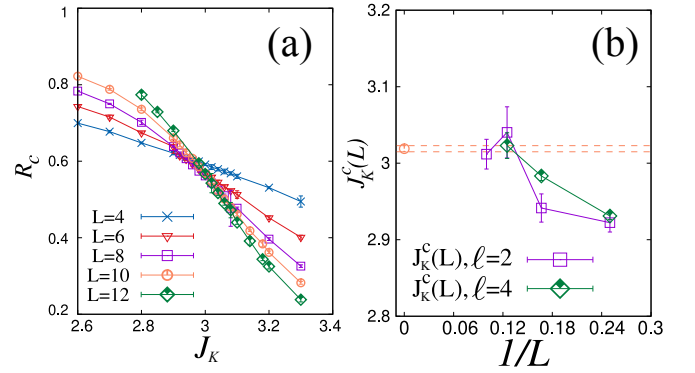 (a)
1
0.8
0.6
0.4
0.2
R_c
L=4
L=6
L=8
L=10
L=12
2.6 2.8 3 3.2 3.4
J_K
(b)
3.2
3.1
3.0
2.9
2.8
J_K^c(L)
J_K^c(L), ℓ=2
J_K^c(L), ℓ=4
0 0.06 0.12 0.18 0.24 0.3
1/L